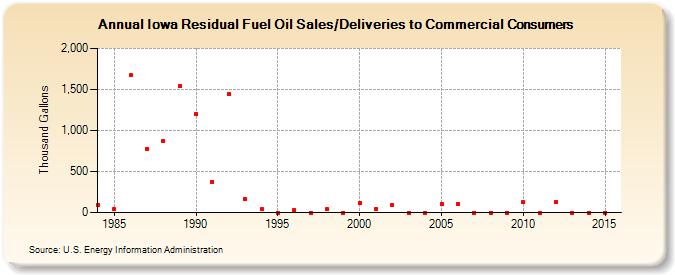 Annual Iowa Residual Fuel Oil Sales/Deliveries to Commercial Consumers
Thousand Gallons
2,000
1,500
1,000
500
0
1985 1990 1995 2000 2005 2010 2015
Source: U.S. Energy Information Administration